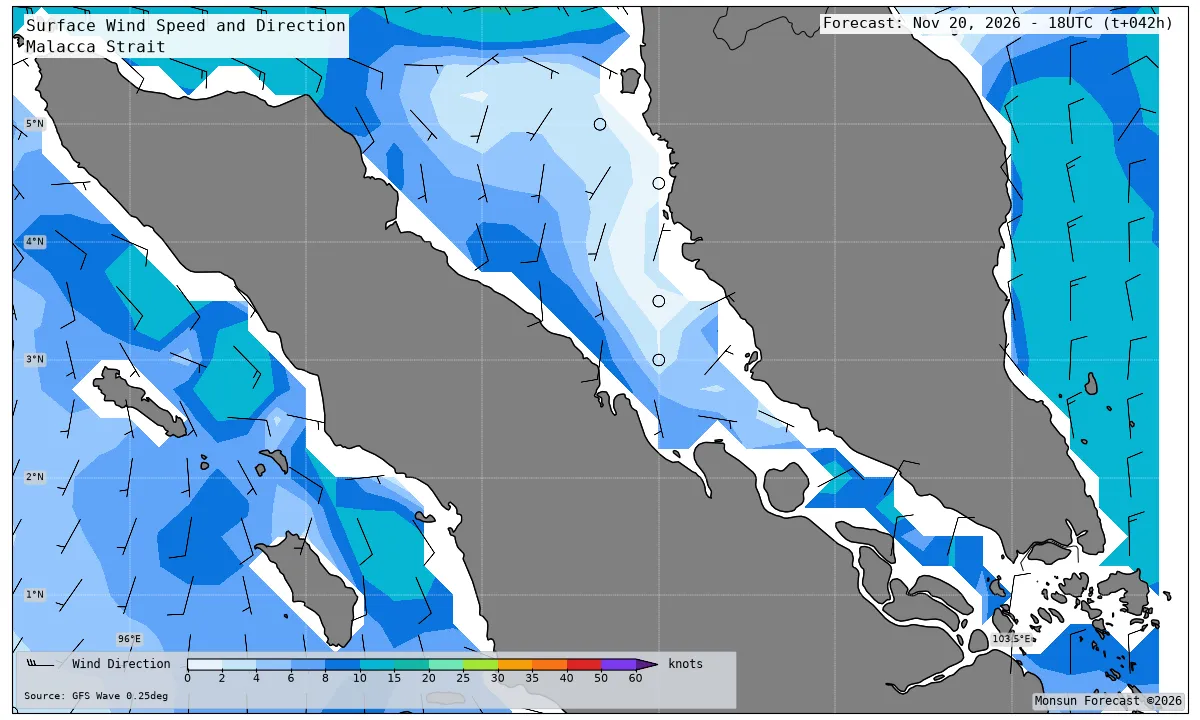 Surface Wind Speed and Direction
Malacca Strait
Forecast: Nov 20, 2026 - 18UTC (t+042h)
5°N
4°N
3°N
2°N
1°N
96°E
103.5°E
Wind Direction
knots
0 2 4 6 8 10 15 20 25 30 35 40 50 60
Source: GFS Wave 0.25deg
Monsun Forecast ©2026